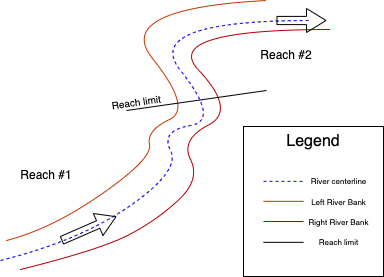 Reach #2
Reach limit
Reach #1
Legend
River centerline
Left River Bank
Right River Bank
Reach limit